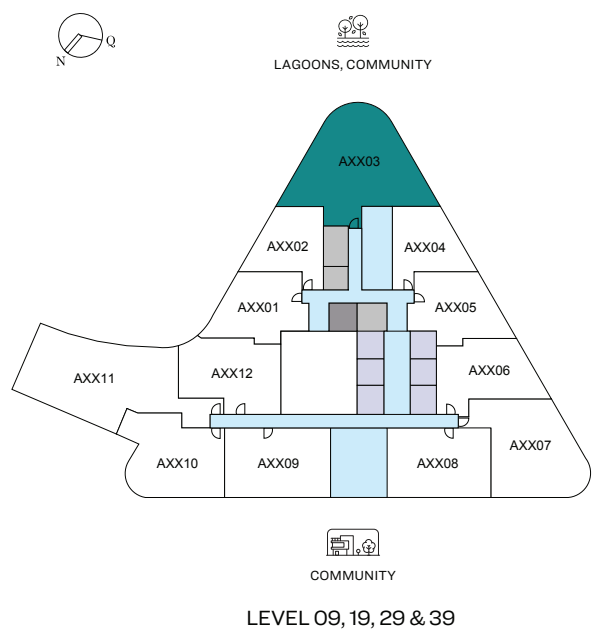 N
Q
LAGOONS, COMMUNITY
AXX03
AXX02
AXX04
AXX01
AXX05
AXX11
AXX12
AXX06
AXX10
AXX09
AXX08
AXX07
COMMUNITY
LEVEL 09, 19, 29 & 39